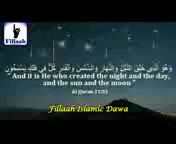 Fillaah
وَهُوَ الَّذِي خَلَقَ اللَّيْلَ وَالنَّهَارَ وَالشَّمْسَ وَالْقَمَرَ كُلٌّ فِي فَلَكٍ يَسْبَحُونَ
"And it is He who created the night and the day,
and the sun and the moon"
Al Quran 21:33
Fillaah Islamic Dawa